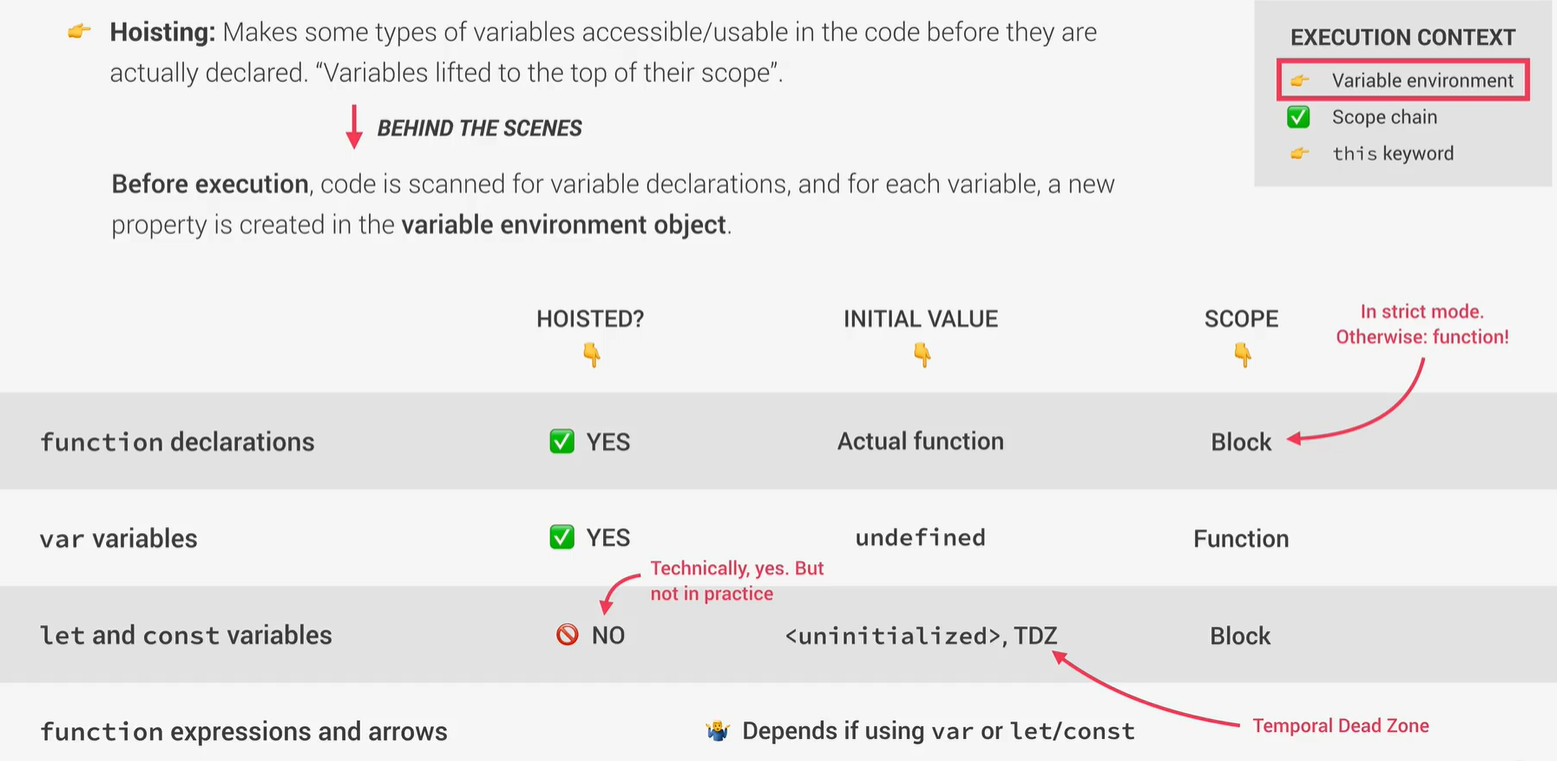 👉 Hoisting: Makes some types of variables accessible/usable in the code before they are
actually declared. “Variables lifted to the top of their scope”.
BEHIND THE SCENES
Before execution, code is scanned for variable declarations, and for each variable, a new
property is created in the variable environment object.
EXECUTION CONTEXT
👉 Variable environment
✅ Scope chain
👉 this keyword
HOISTED? INITIAL VALUE SCOPE
👇 👇 👇
In strict mode.
Otherwise: function!
function declarations ✅ YES Actual function Block
var variables ✅ YES undefined Function
Technically, yes. But
not in practice
let and const variables 🚫 NO <uninitialized>, TDZ Block
Temporal Dead Zone
function expressions and arrows 🤷‍♂️ Depends if using var or let/const